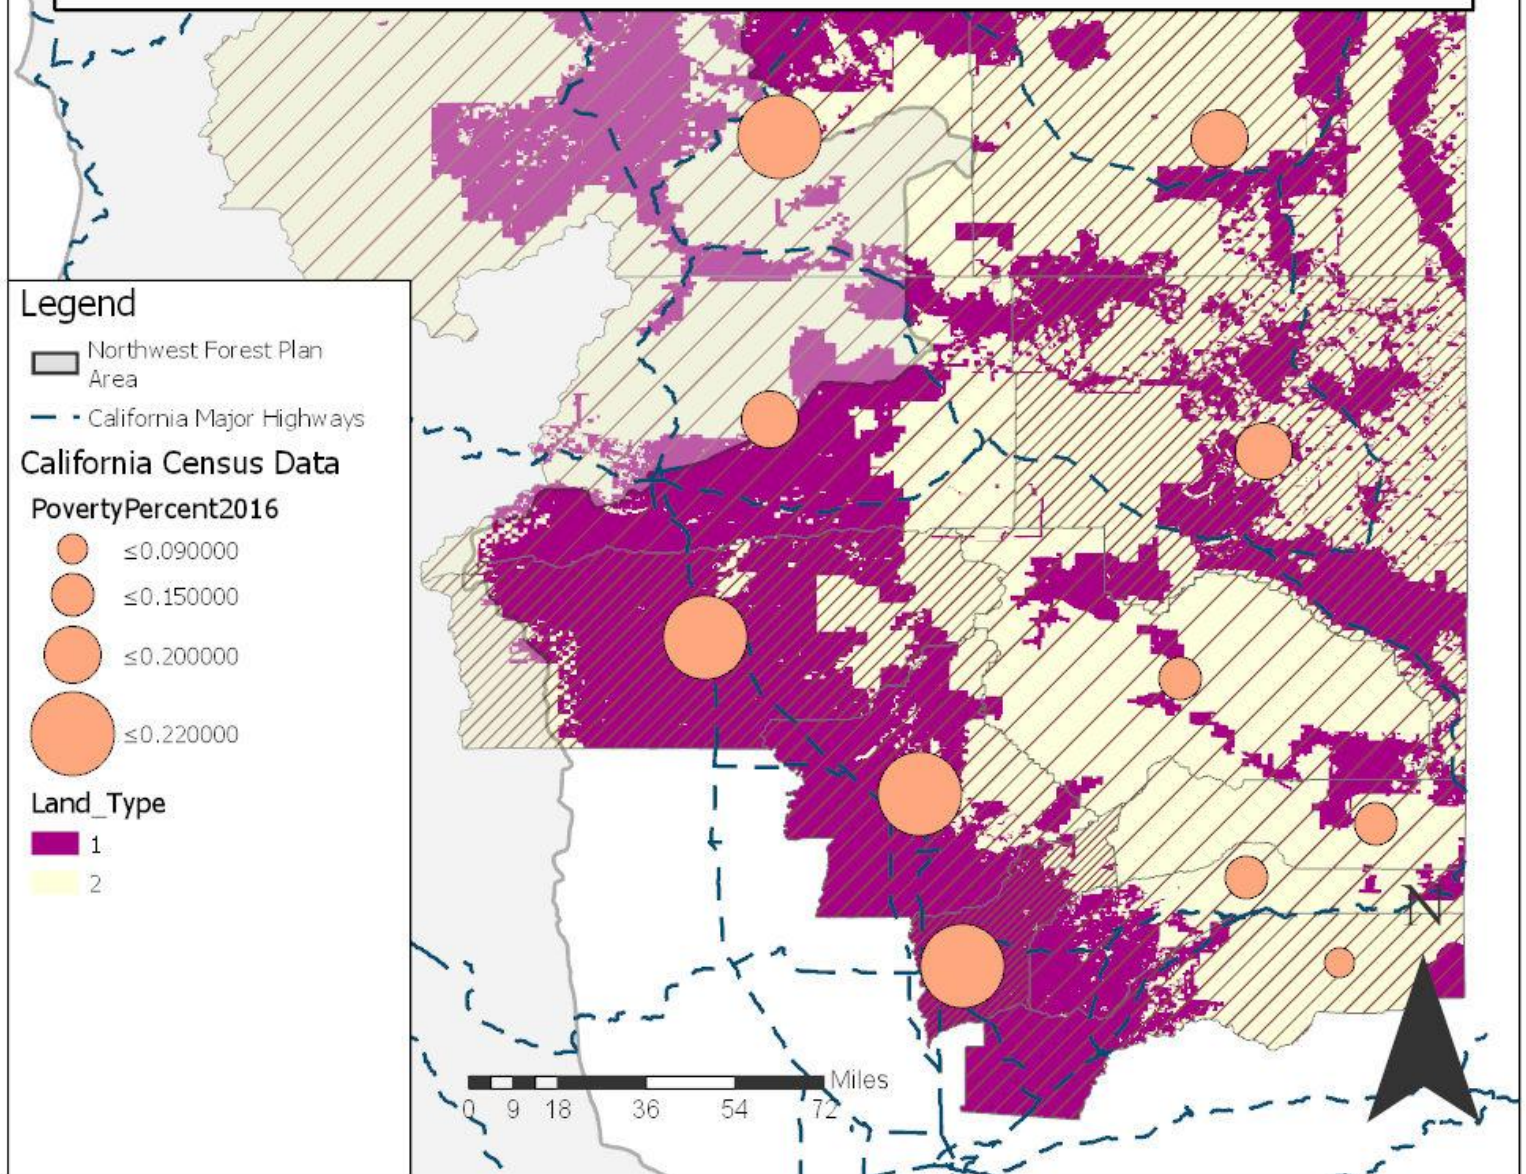 Legend
Northwest Forest Plan
Area
California Major Highways
California Census Data
PovertyPercent2016
≤0.090000
≤0.150000
≤0.200000
≤0.220000
Land_Type
1
2
N
Miles
0 9 18 36 54 72